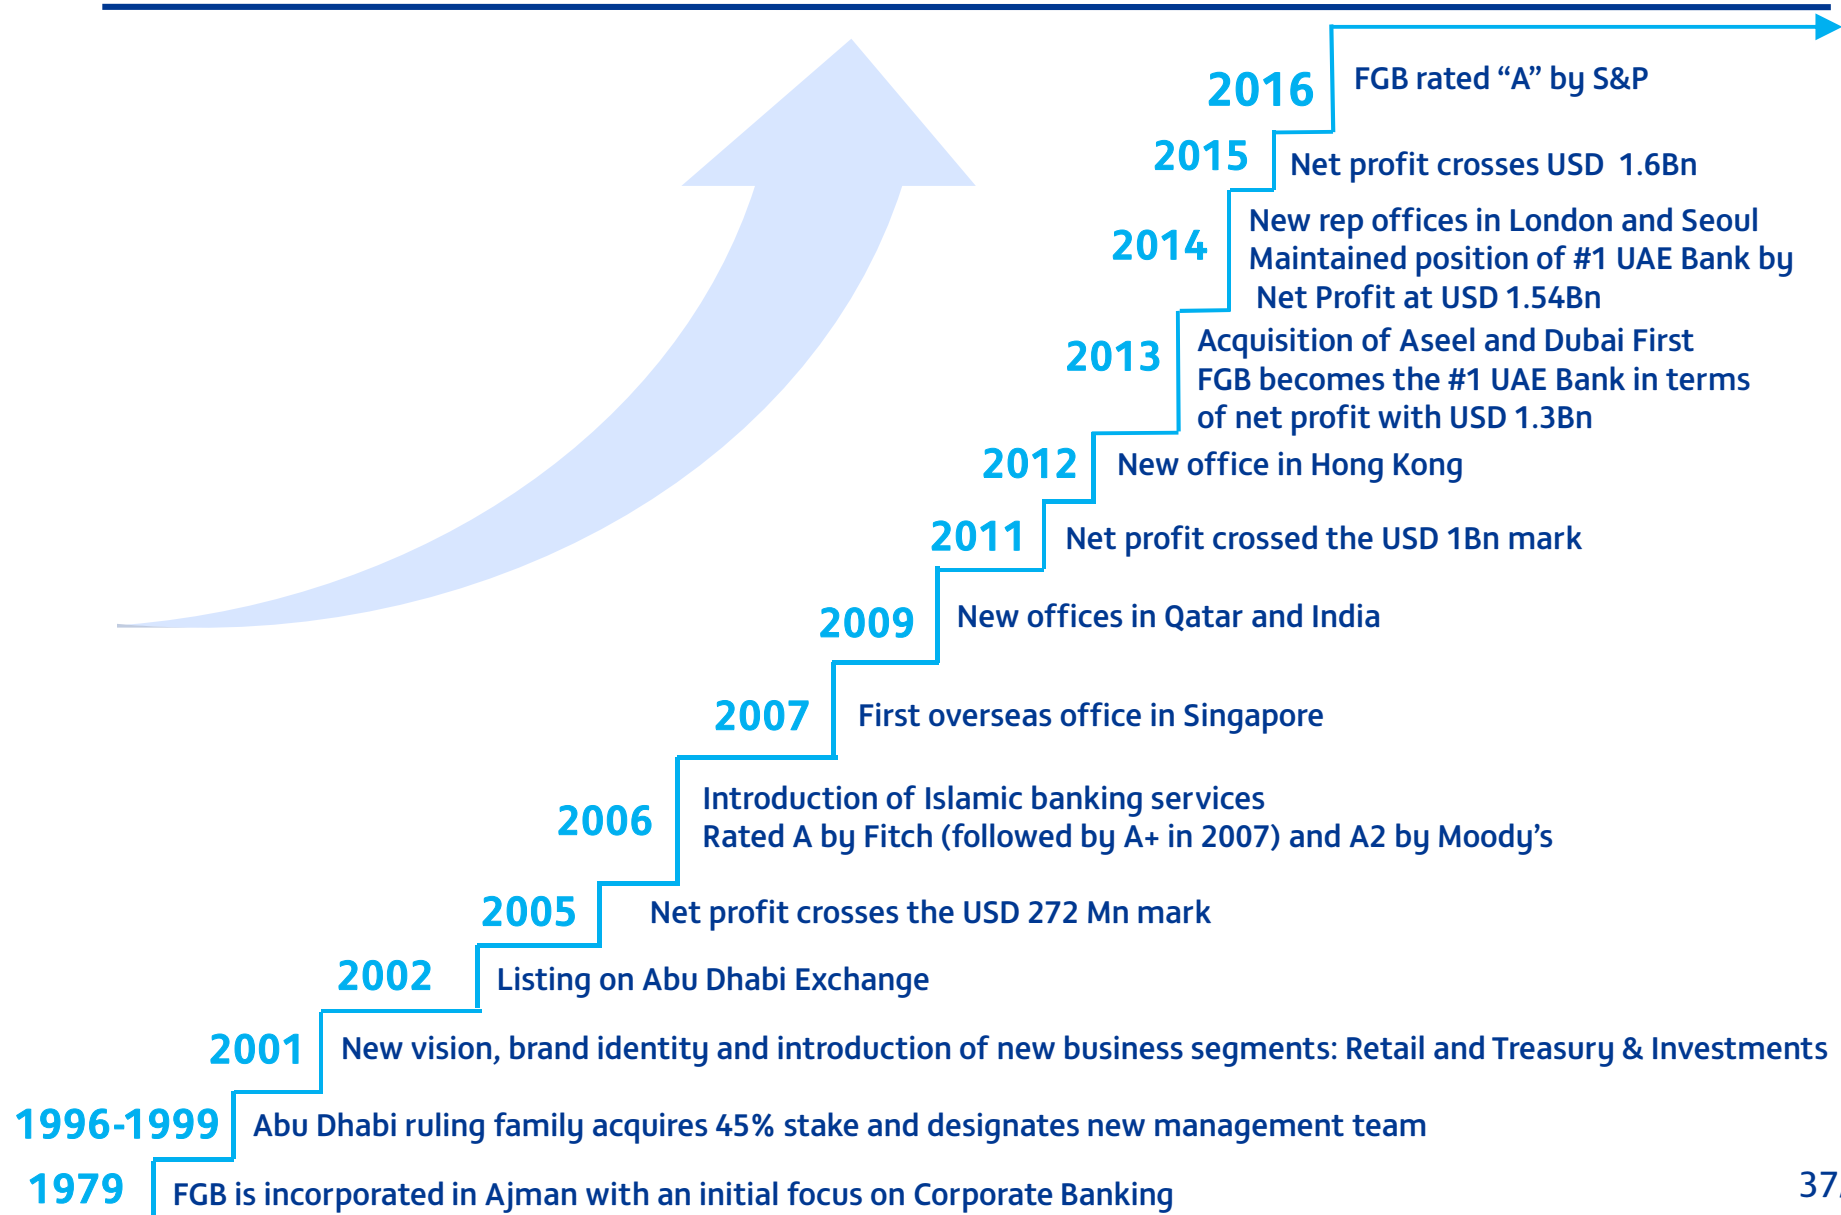 2016
FGB rated “A” by S&P
2015
Net profit crosses USD 1.6Bn
2014
New rep offices in London and Seoul
Maintained position of #1 UAE Bank by
Net Profit at USD 1.54Bn
2013
Acquisition of Aseel and Dubai First
FGB becomes the #1 UAE Bank in terms
of net profit with USD 1.3Bn
2012
New office in Hong Kong
2011
Net profit crossed the USD 1Bn mark
2009
New offices in Qatar and India
2007
First overseas office in Singapore
2006
Introduction of Islamic banking services
Rated A by Fitch (followed by A+ in 2007) and A2 by Moody’s
2005
Net profit crosses the USD 272 Mn mark
2002
Listing on Abu Dhabi Exchange
2001
New vision, brand identity and introduction of new business segments: Retail and Treasury & Investments
1996-1999
Abu Dhabi ruling family acquires 45% stake and designates new management team
1979
FGB is incorporated in Ajman with an initial focus on Corporate Banking
37/